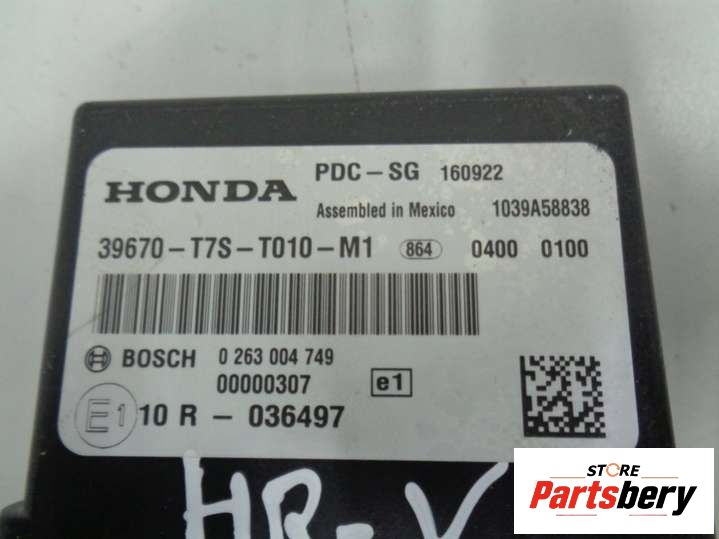 HONDA PDC-SG 160922
Assembled in Mexico 1039A58838
39670-T7S-T010-M1 864 0400 0100
BOSCH 0 263 004 749
00000307 e1
E1 10 R - 036497
HR-V
STORE
Partsbery